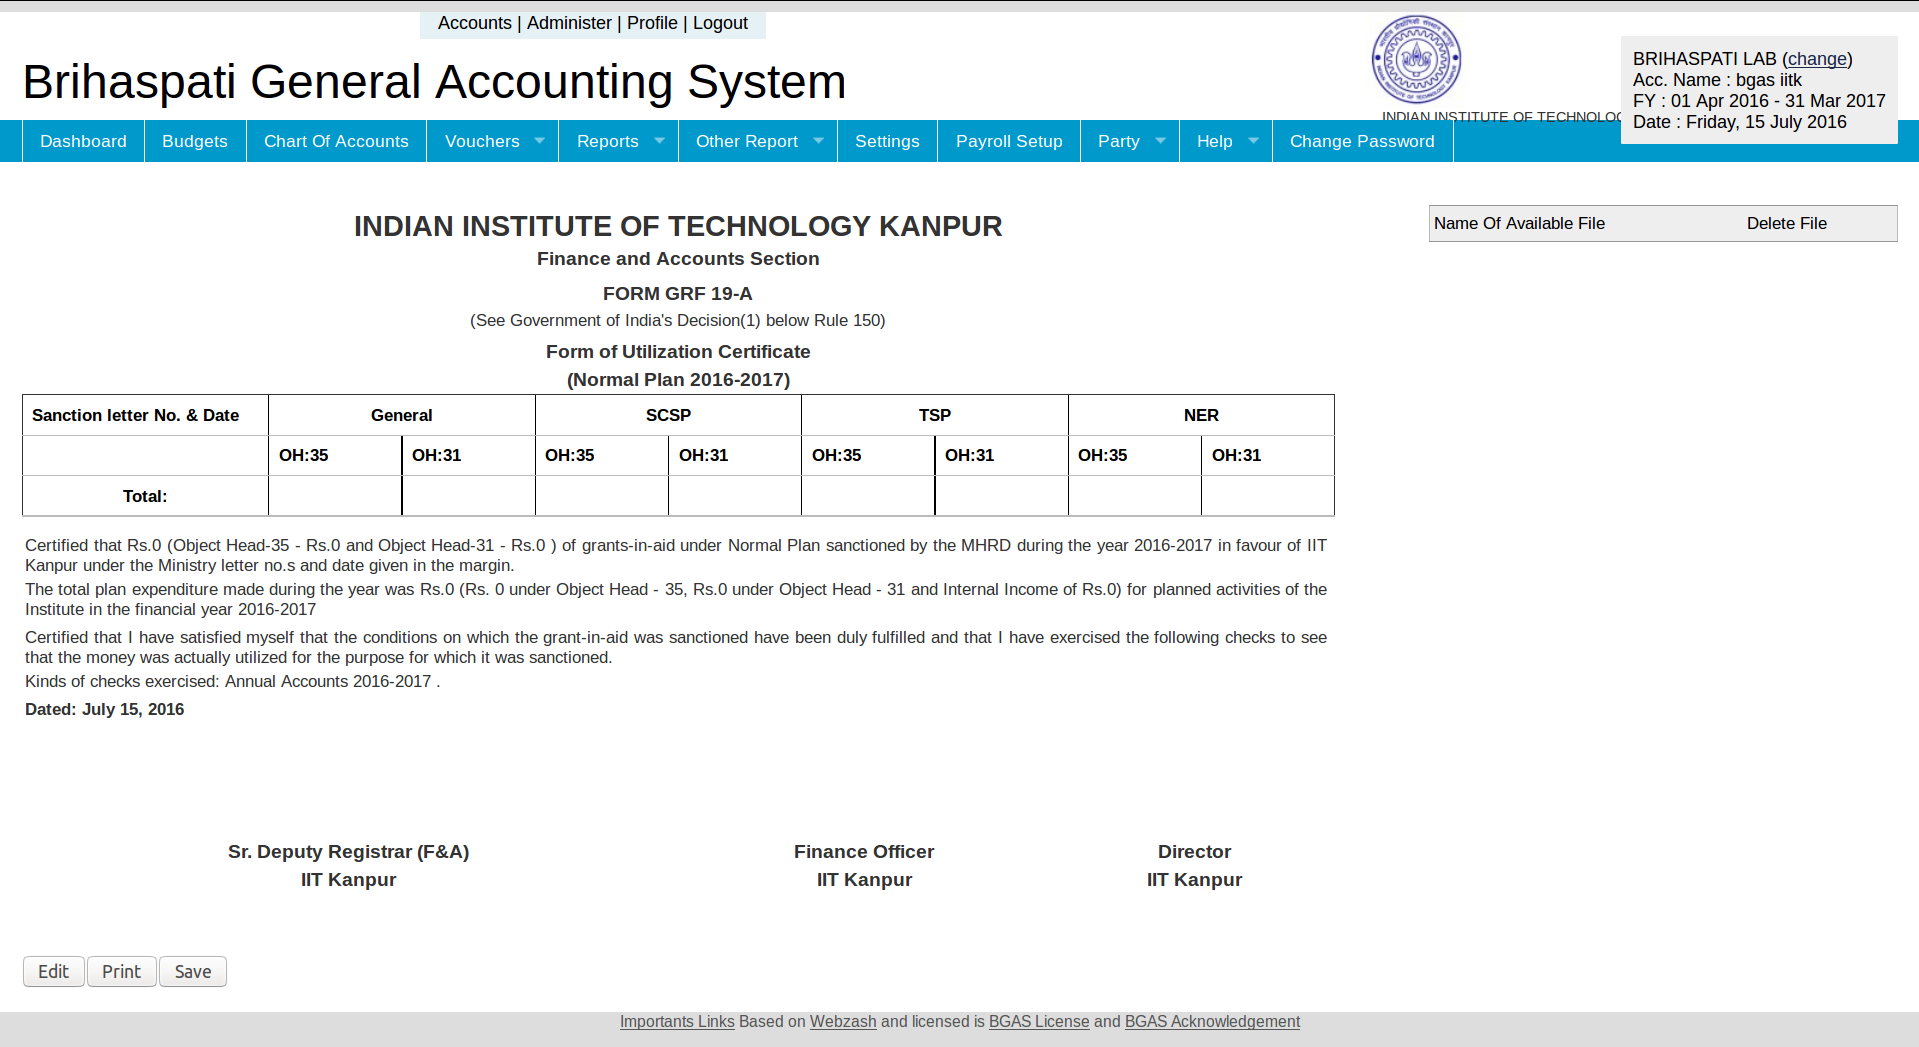 Accounts | Administer | Profile | Logout
Brihaspati General Accounting System
INDIAN INSTITUTE OF TECHNOLOG
BRIHASPATI LAB (change)
Acc. Name : bgas iitk
FY : 01 Apr 2016 - 31 Mar 2017
Date : Friday, 15 July 2016
Dashboard Budgets Chart Of Accounts Vouchers Reports Other Report Settings Payroll Setup Party Help Change Password
INDIAN INSTITUTE OF TECHNOLOGY KANPUR
Finance and Accounts Section
FORM GRF 19-A
(See Government of India's Decision(1) below Rule 150)
Form of Utilization Certificate
(Normal Plan 2016-2017)
Name Of Available File Delete File
Sanction letter No. & Date General SCSP TSP NER
OH:35 OH:31 OH:35 OH:31 OH:35 OH:31 OH:35 OH:31
Total:
Certified that Rs.0 (Object Head-35 - Rs.0 and Object Head-31 - Rs.0 ) of grants-in-aid under Normal Plan sanctioned by the MHRD during the year 2016-2017 in favour of IIT
Kanpur under the Ministry letter no.s and date given in the margin.
The total plan expenditure made during the year was Rs.0 (Rs. 0 under Object Head - 35, Rs.0 under Object Head - 31 and Internal Income of Rs.0) for planned activities of the
Institute in the financial year 2016-2017
Certified that I have satisfied myself that the conditions on which the grant-in-aid was sanctioned have been duly fulfilled and that I have exercised the following checks to see
that the money was actually utilized for the purpose for which it was sanctioned.
Kinds of checks exercised: Annual Accounts 2016-2017 .
Dated: July 15, 2016
Sr. Deputy Registrar (F&A) Finance Officer Director
IIT Kanpur IIT Kanpur IIT Kanpur
Edit Print Save
Importants Links Based on Webzash and licensed is BGAS License and BGAS Acknowledgement